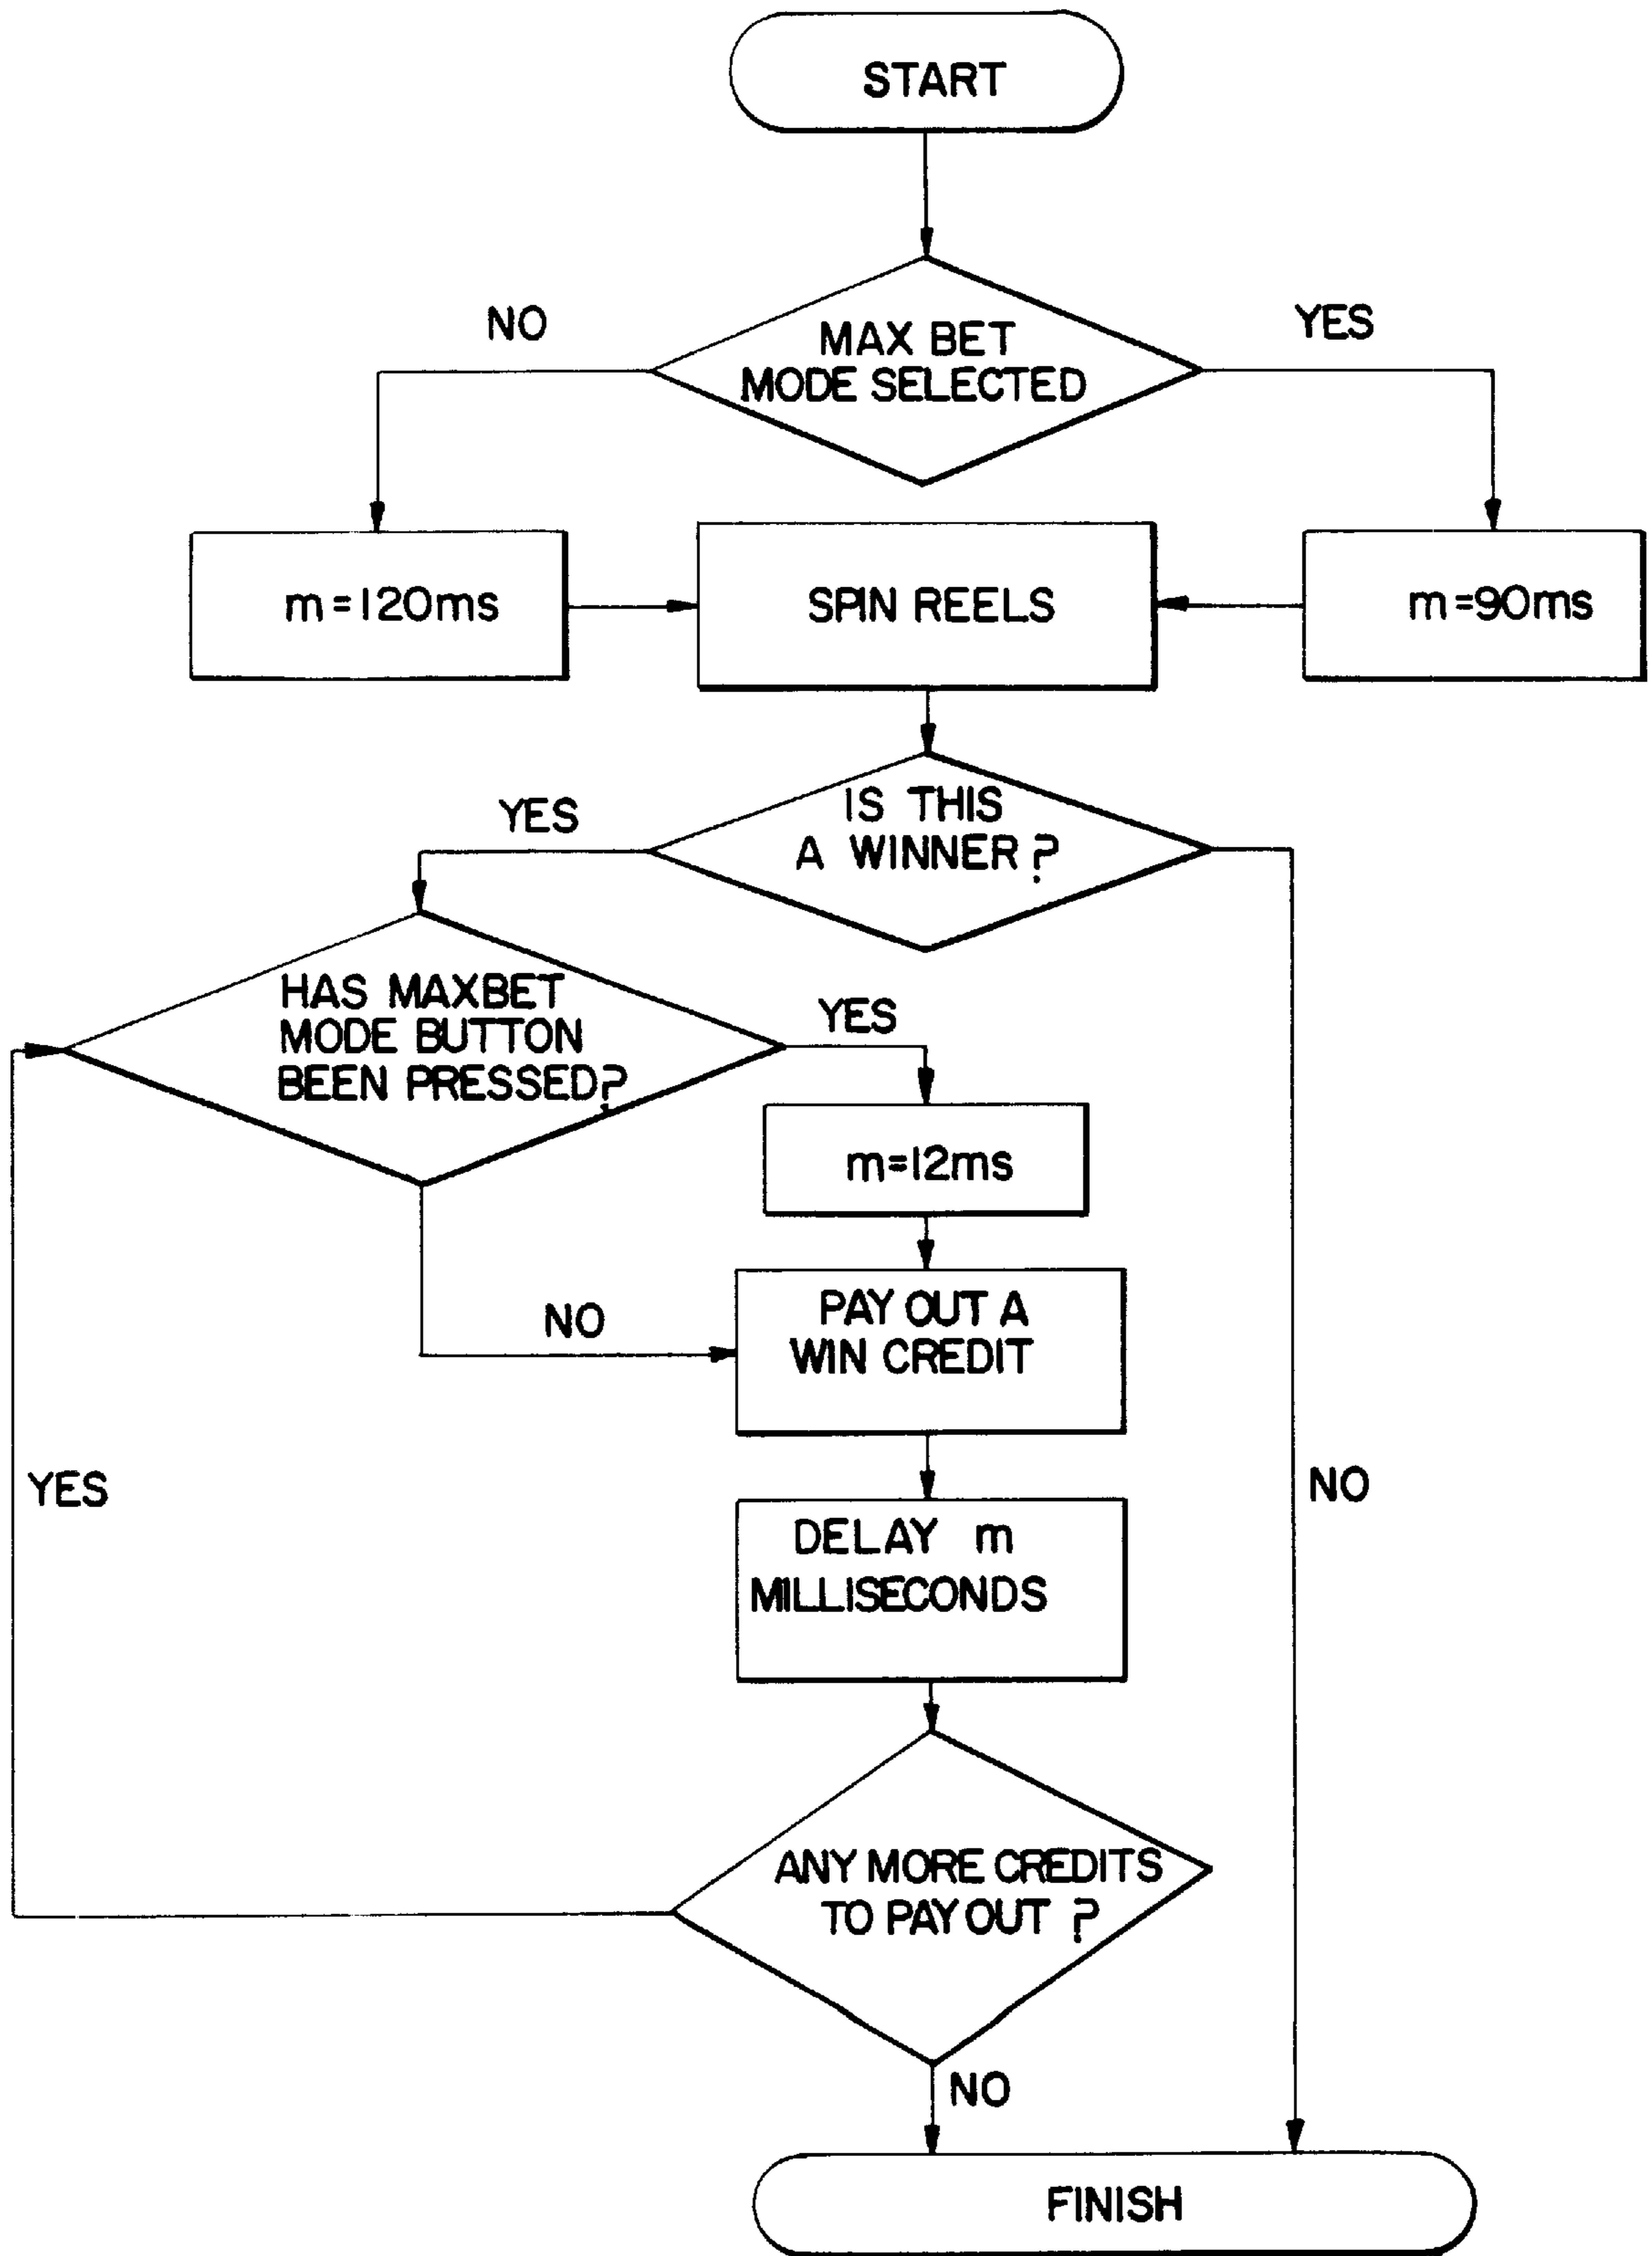 START
NO
YES
MAX BET
MODE SELECTED
m=120ms
SPIN REELS
m=90ms
YES
IS THIS
A WINNER?
HAS MAXBET
MODE BUTTON
BEEN PRESSED?
YES
m=12ms
PAY OUT A
WIN CREDIT
NO
YES
NO
DELAY m
MILLISECONDS
ANY MORE CREDITS
TO PAY OUT ?
NO
FINISH